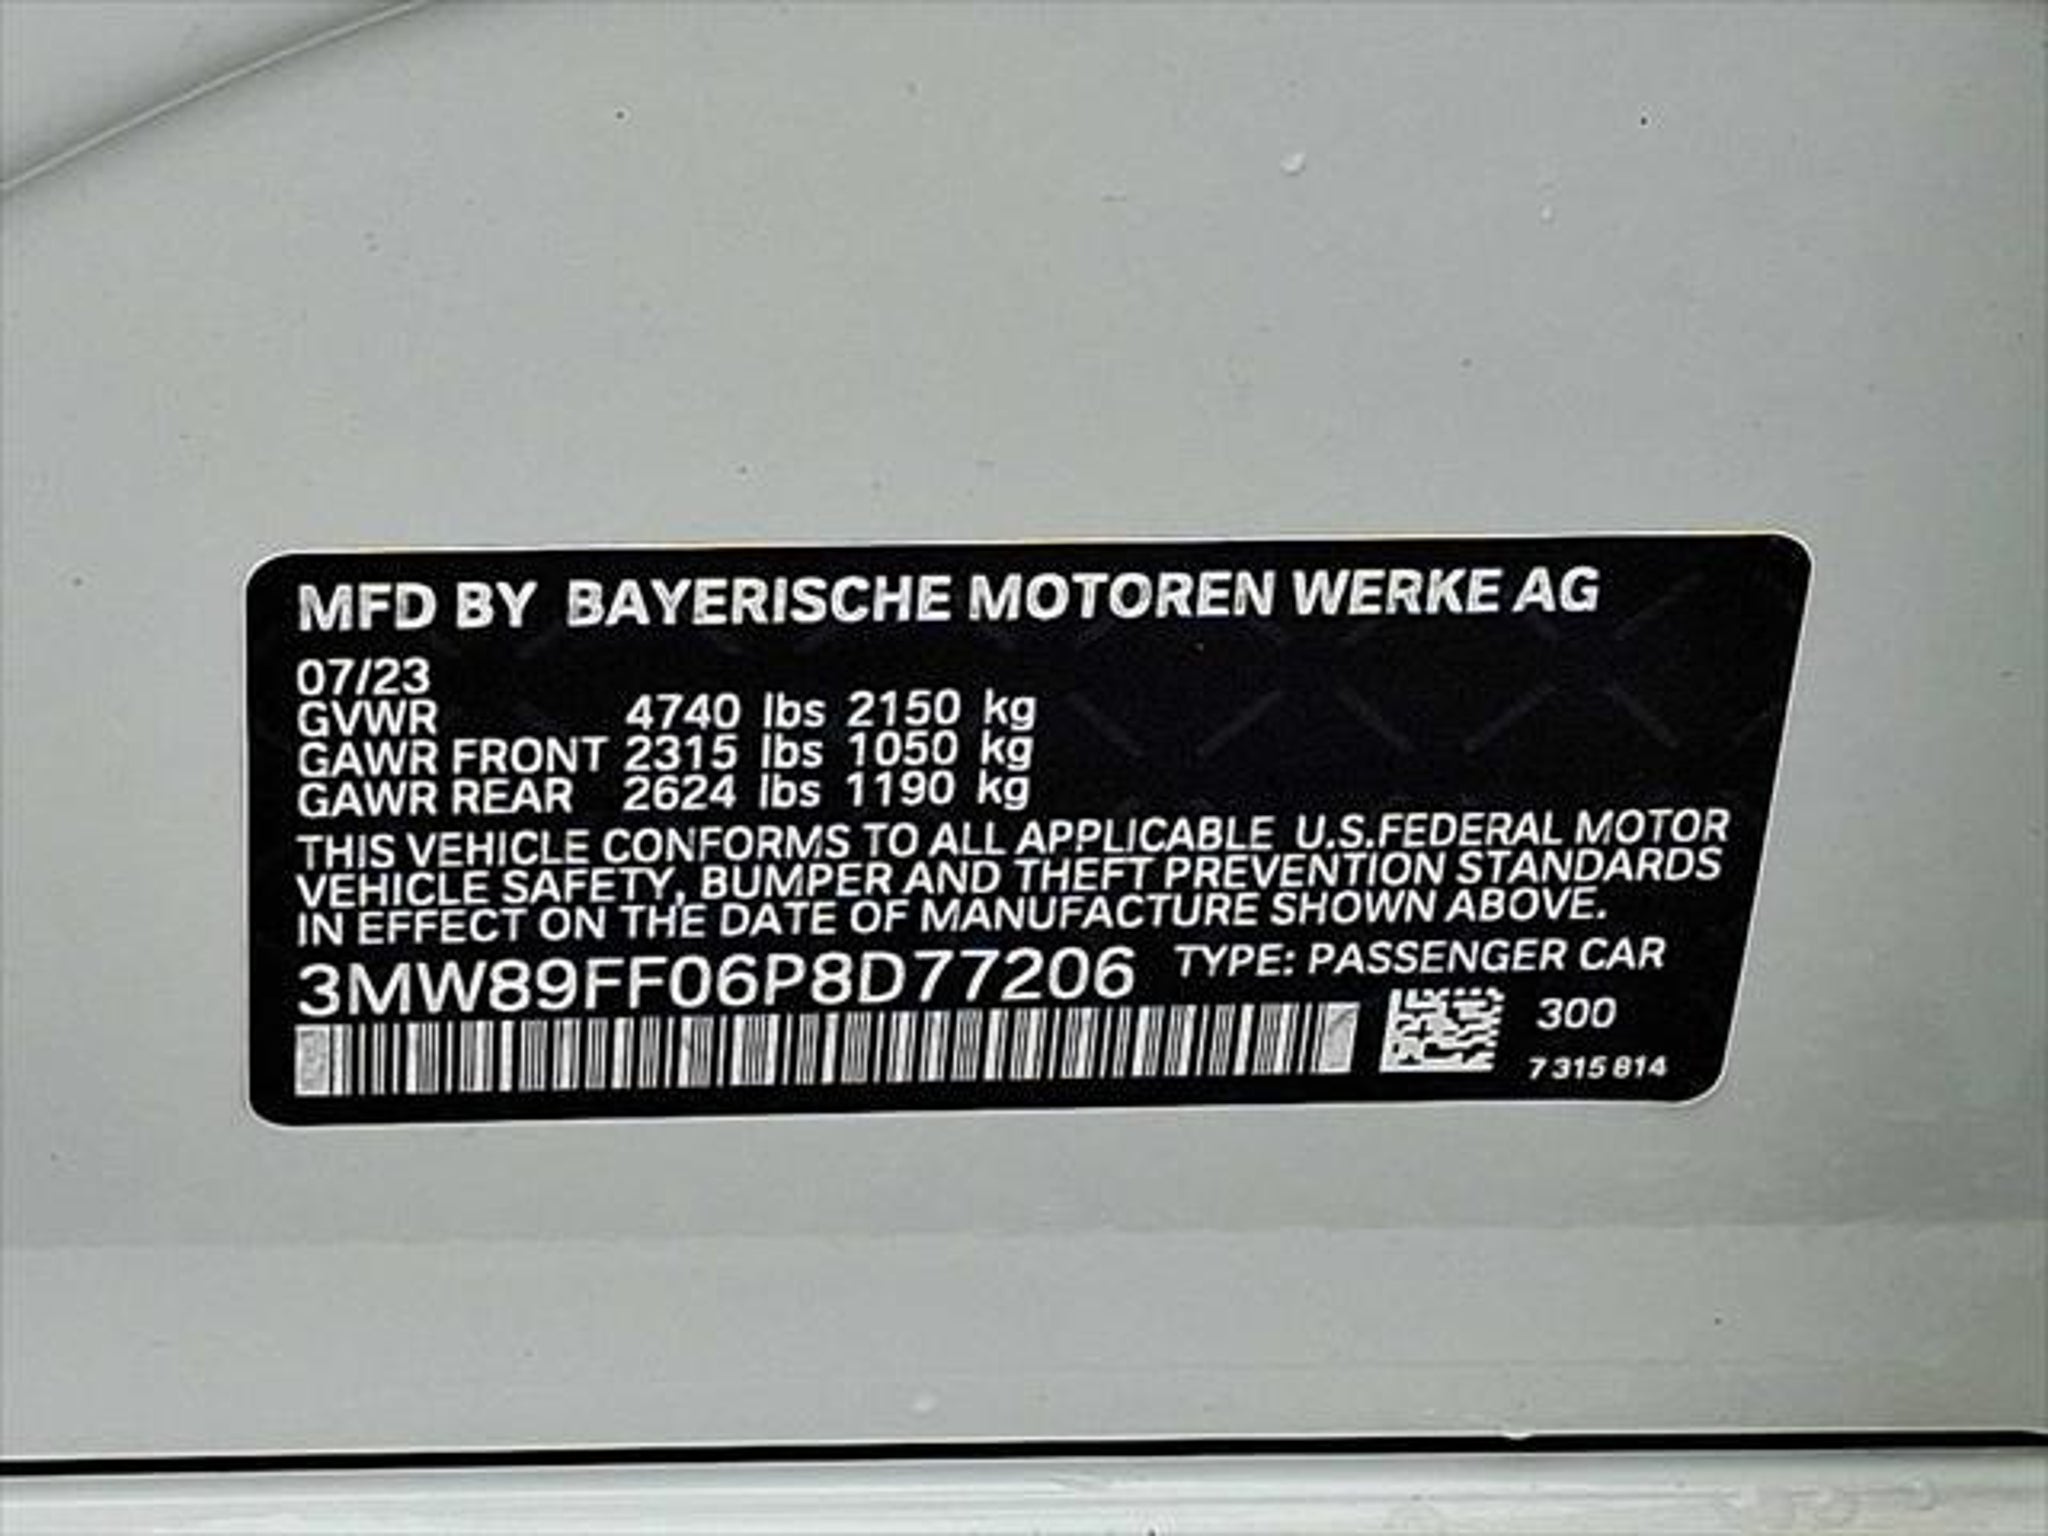 MFD BY BAYERISCHE MOTOREN WERKE AG
07/23
GVWR 4740 lbs 2150 kg
GAWR FRONT 2315 lbs 1050 kg
GAWR REAR 2624 lbs 1190 kg
THIS VEHICLE CONFORMS TO ALL APPLICABLE U.S.FEDERAL MOTOR
VEHICLE SAFETY, BUMPER AND THEFT PREVENTION STANDARDS
IN EFFECT ON THE DATE OF MANUFACTURE SHOWN ABOVE.
3MW89FF06P8D77206 TYPE: PASSENGER CAR
300
7 315 814